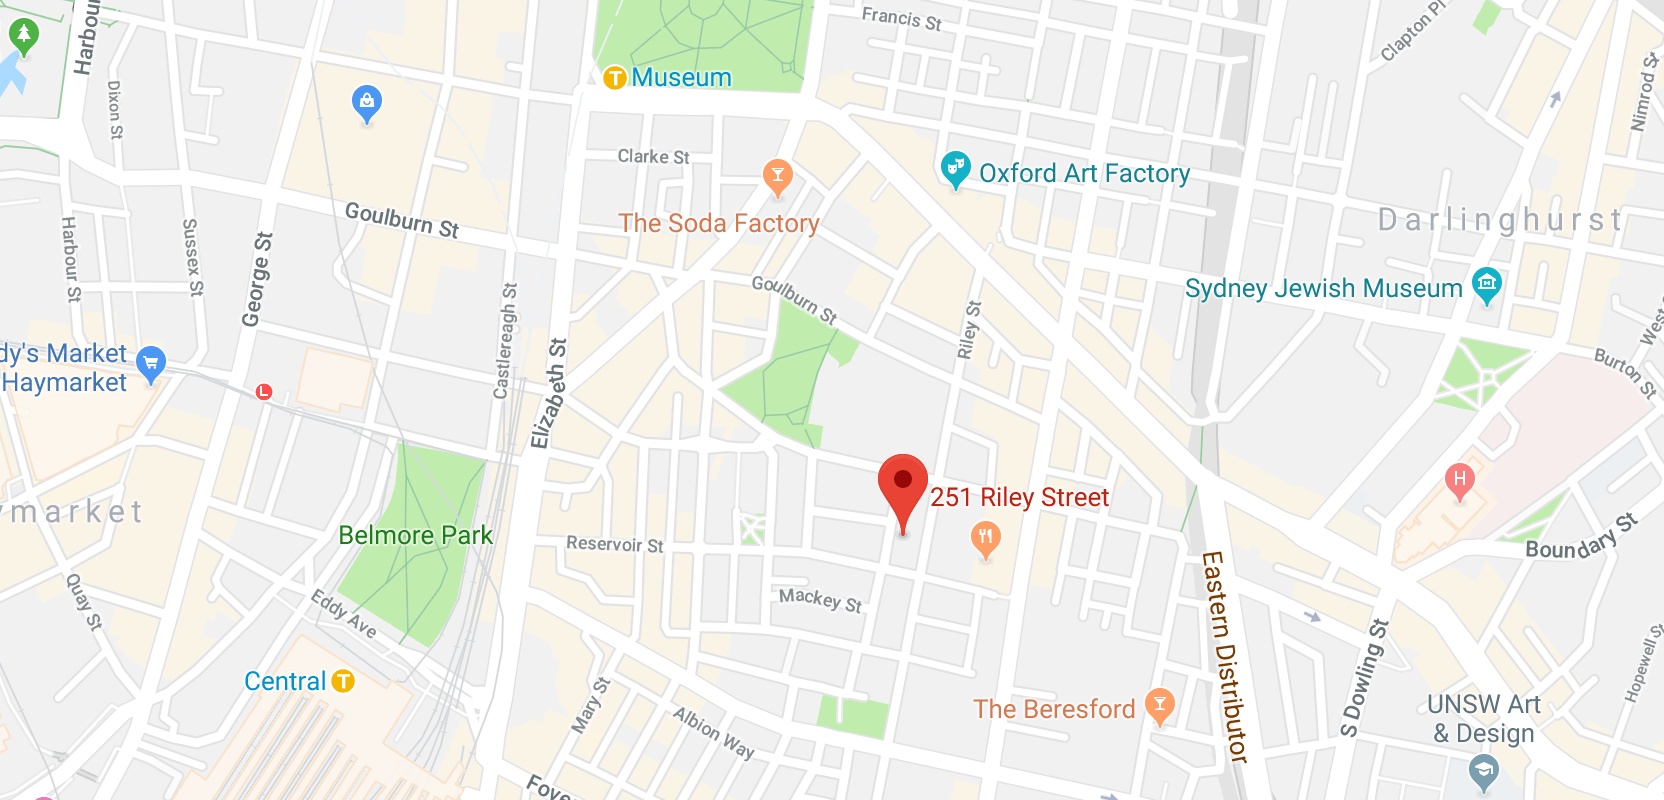 Francis St
Clapton Pl
Harbour
Nimrod St
T Museum
Dixon St
Clarke St
Oxford Art Factory
The Soda Factory
Goulburn St
Darlinghurst
Harbour St
Sussex St
George St
Sydney Jewish Museum
Goulburn St
Castlereagh St
Riley St
West
dy's Market
Haymarket
L
Elizabeth St
Burton St
H
251 Riley Street
ymarket
Belmore Park
Reservoir St
Boundary St
Quay St
Eddy Ave
Mackey St
Eastern Distributor
S Dowling St
Hopewell St
Central T
Mary St
Albion Way
The Beresford
UNSW Art
& Design
Fove